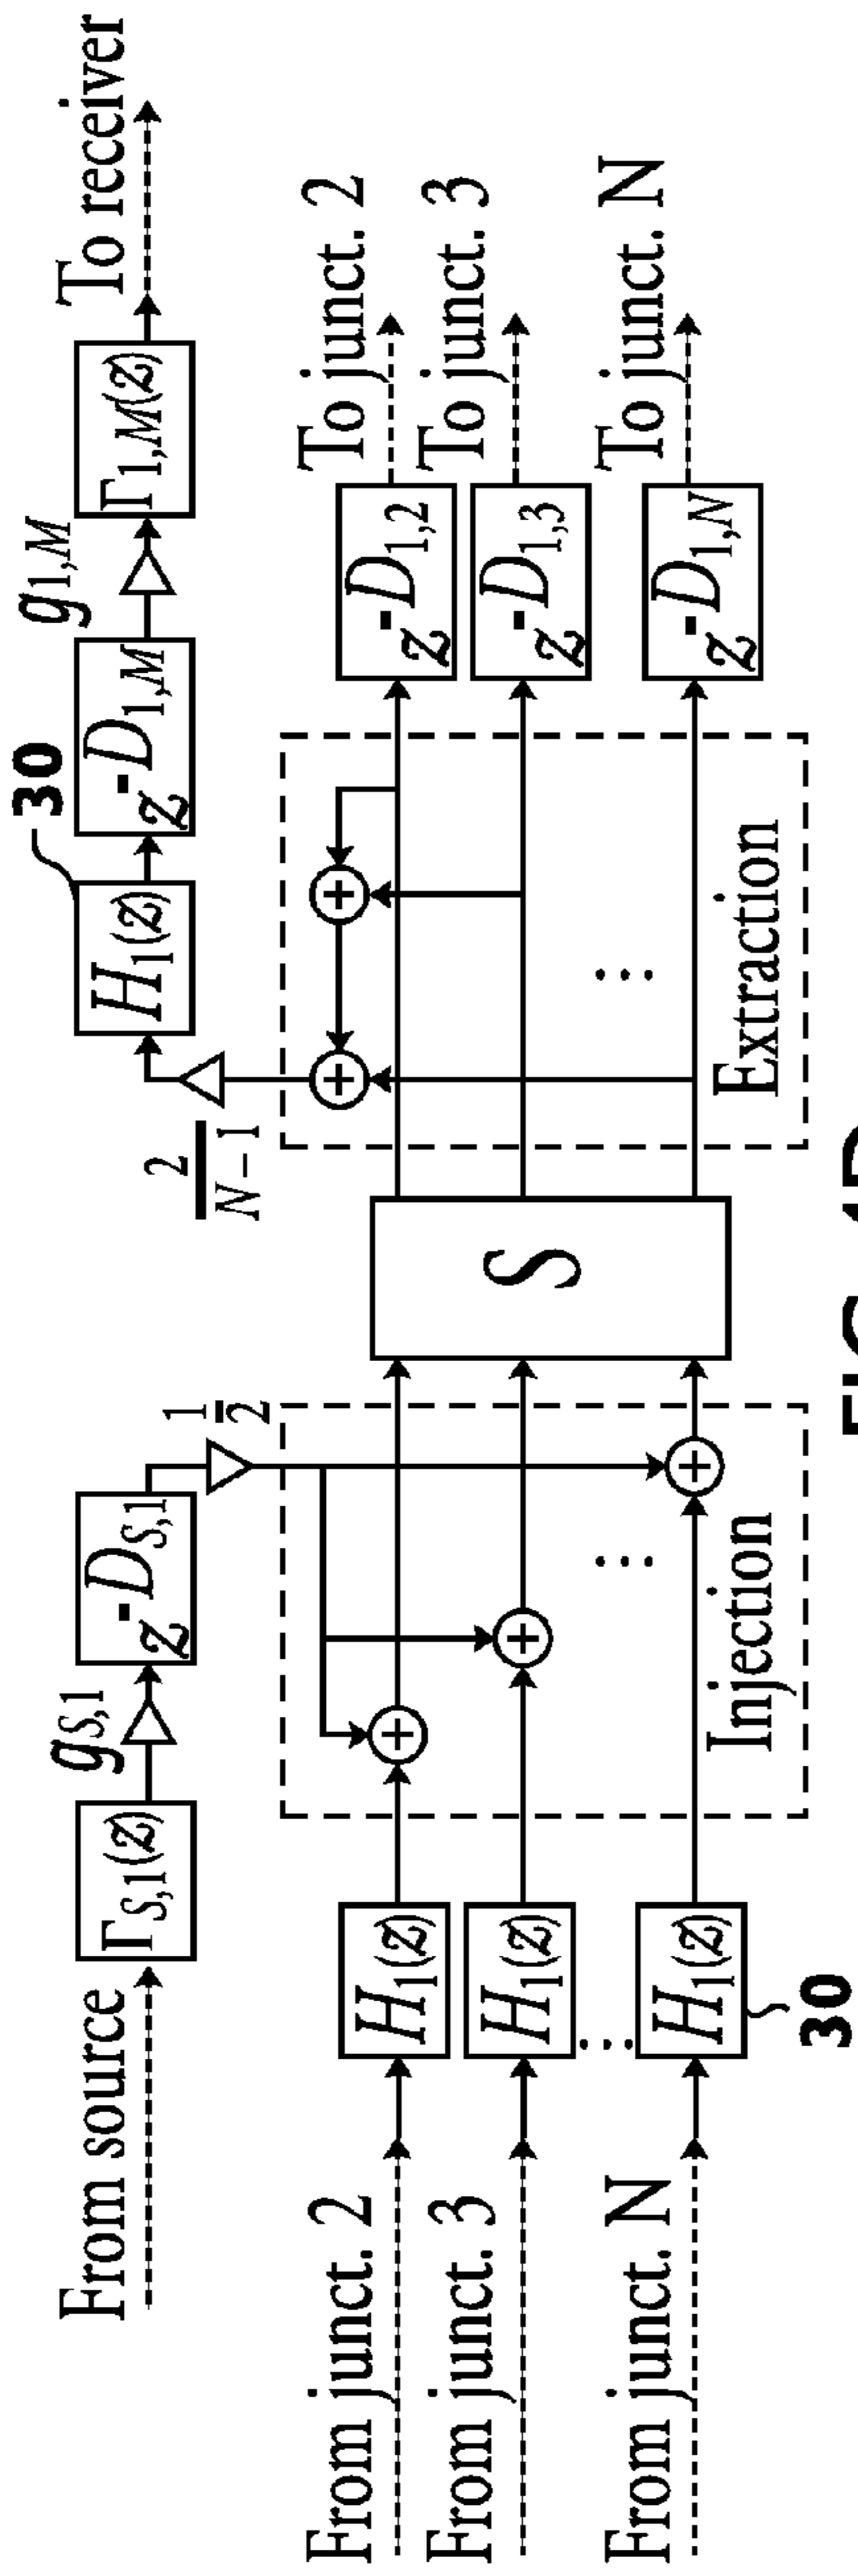 From source
Γ_{S,1}(z)
g_{S,1}
z^{-D_{S,1}}
1/2
From junct. 2
From junct. 3
From junct. N
H_1(z)
H_1(z)
⋮
H_1(z)
30
+
+
+
⋮
Injection
S
+
+
⋮
Extraction
2/(N-1)
30
H_1(z)
z^{-D_{1,M}}
g_{1,M}
Γ_{1,M}(z)
To receiver
z^{-D_{1,2}}
z^{-D_{1,3}}
z^{-D_{1,N}}
To junct. 2
To junct. 3
To junct. N